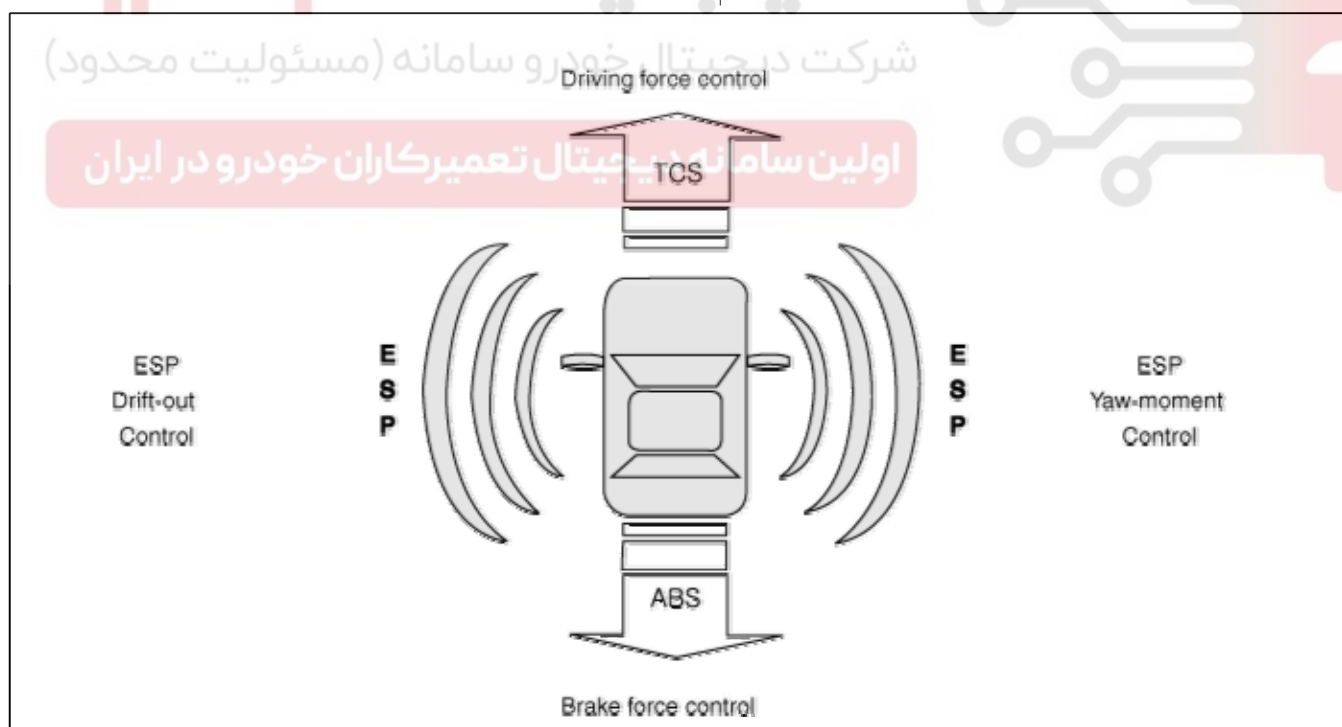 شرکت دیجیتال خودرو سامانه (مسئولیت محدود)
Driving force control
اولین سامانه دیجیتال تعمیرکاران خودرو در ایران
TCS
ESP
Drift-out
Control
E
S
P
E
S
P
ESP
Yaw-moment
Control
ABS
Brake force control